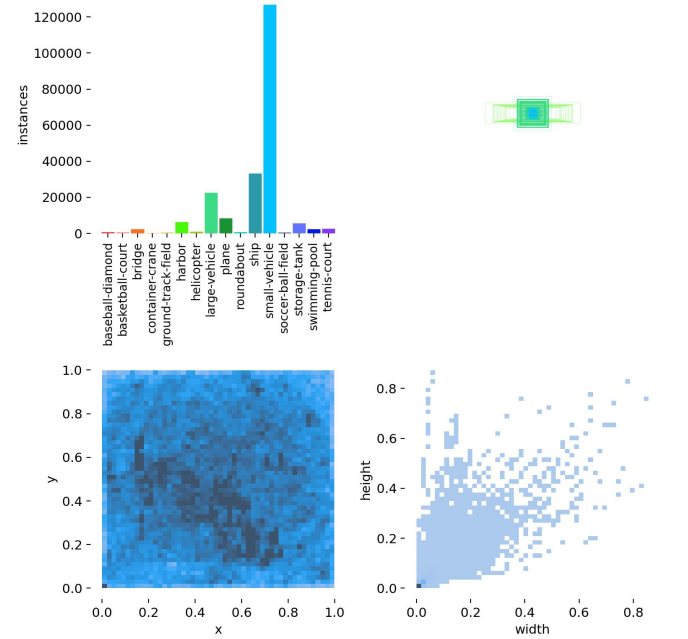 120000
100000
80000
60000
40000
20000
0
instances
baseball-diamond
basketball-court
bridge
container-crane
ground-track-field
harbor
helicopter
large-vehicle
plane
roundabout
ship
small-vehicle
soccer-ball-field
storage-tank
swimming-pool
tennis-court
1.0
0.8
0.6
0.4
0.2
0.0
y
0.0 0.2 0.4 0.6 0.8 1.0
x
0.8
0.6
0.4
0.2
0.0
height
0.0 0.2 0.4 0.6 0.8
width